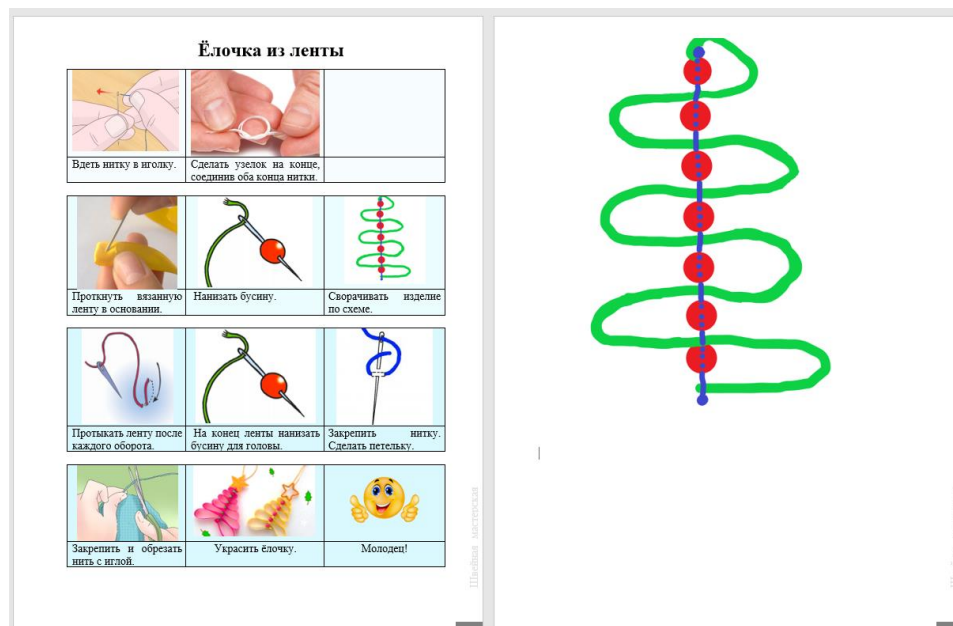 Ёлочка из ленты
Вдеть нитку в иголку.
Сделать узелок на конце,
соединив оба конца нитки.
Проткнуть вязанную
ленту в основании.
Нанизать бусину.
Сворачивать изделие
по схеме.
Протыкать ленту после
каждого оборота.
На конец ленты нанизать
бусину для головы.
Закрепить нитку.
Сделать петельку.
Закрепить и обрезать
нить с иглой.
Украсить ёлочку.
Молодец!
Швейная мастерская